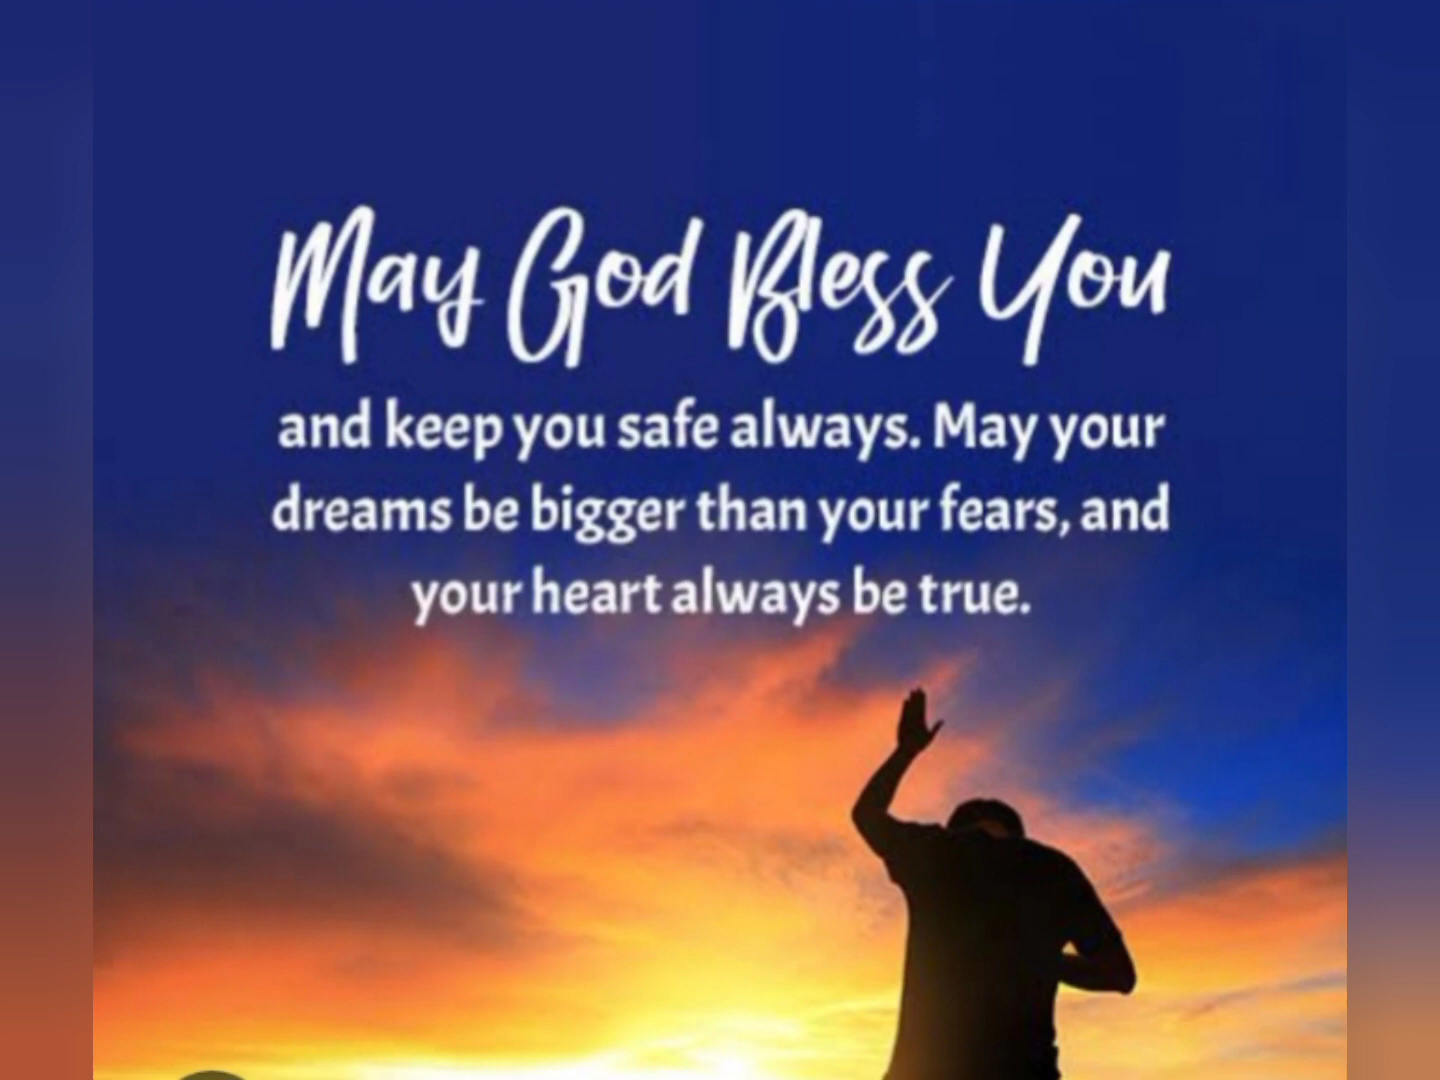 May God Bless You
and keep you safe always. May your
dreams be bigger than your fears, and
your heart always be true.